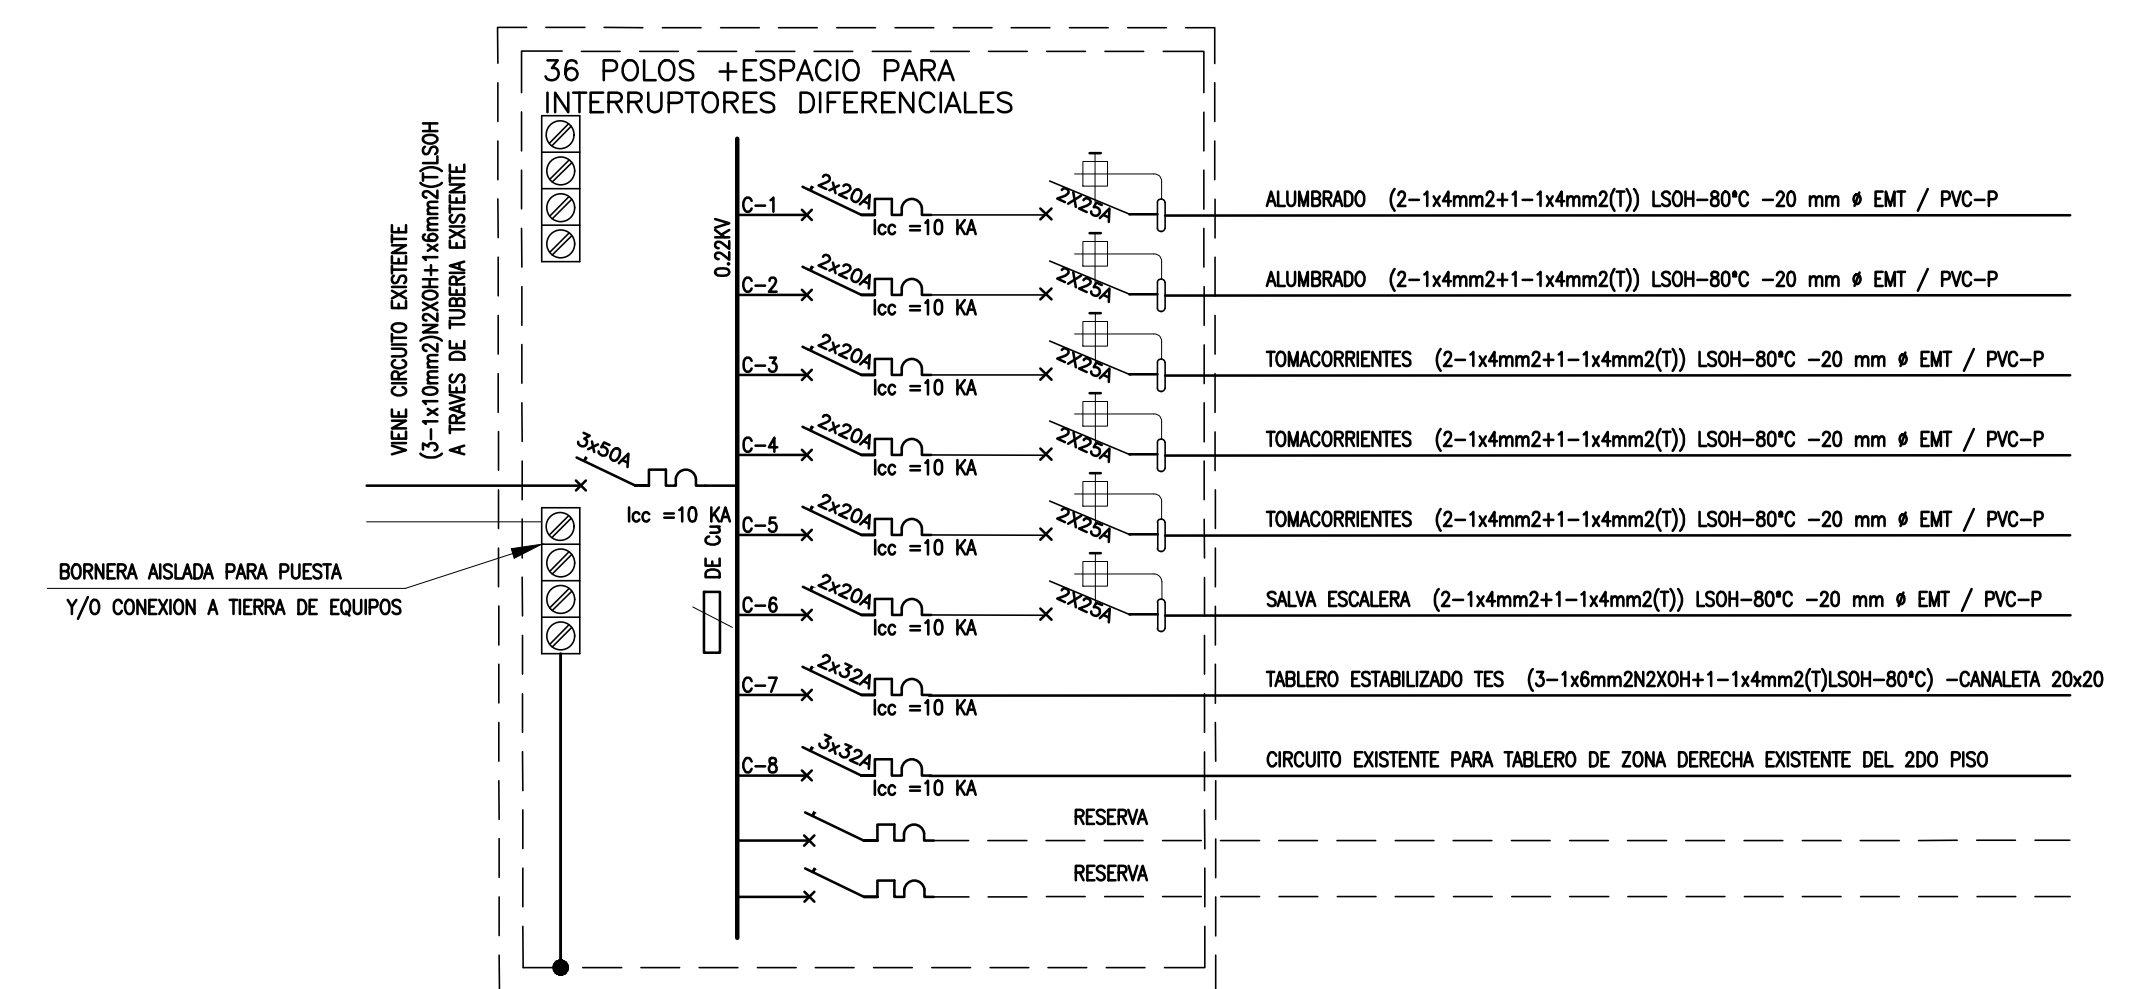 36 POLOS +ESPACIO PARA
INTERRUPTORES DIFERENCIALES
VIENE CIRCUITO EXISTENTE
(3-1x10mm2)N2XOH+1x6mm2(T)LSOH
A TRAVES DE TUBERIA EXISTENTE
3x50A
Icc =10 KA
BORNERA AISLADA PARA PUESTA
Y/O CONEXION A TIERRA DE EQUIPOS
0.22KV
DE Cu
C-1 2x20A Icc =10 KA 2X25A
ALUMBRADO (2-1x4mm2+1-1x4mm2(T)) LSOH-80°C -20 mm ø EMT / PVC-P
C-2 2x20A Icc =10 KA 2X25A
ALUMBRADO (2-1x4mm2+1-1x4mm2(T)) LSOH-80°C -20 mm ø EMT / PVC-P
C-3 2x20A Icc =10 KA 2X25A
TOMACORRIENTES (2-1x4mm2+1-1x4mm2(T)) LSOH-80°C -20 mm ø EMT / PVC-P
C-4 2x20A Icc =10 KA 2X25A
TOMACORRIENTES (2-1x4mm2+1-1x4mm2(T)) LSOH-80°C -20 mm ø EMT / PVC-P
C-5 2x20A Icc =10 KA 2X25A
TOMACORRIENTES (2-1x4mm2+1-1x4mm2(T)) LSOH-80°C -20 mm ø EMT / PVC-P
C-6 2x20A Icc =10 KA 2X25A
SALVA ESCALERA (2-1x4mm2+1-1x4mm2(T)) LSOH-80°C -20 mm ø EMT / PVC-P
C-7 2x32A Icc =10 KA
TABLERO ESTABILIZADO TES (3-1x6mm2N2XOH+1-1x4mm2(T)LSOH-80°C) -CANALETA 20x20
C-8 3x32A Icc =10 KA
CIRCUITO EXISTENTE PARA TABLERO DE ZONA DERECHA EXISTENTE DEL 2DO PISO
RESERVA
RESERVA